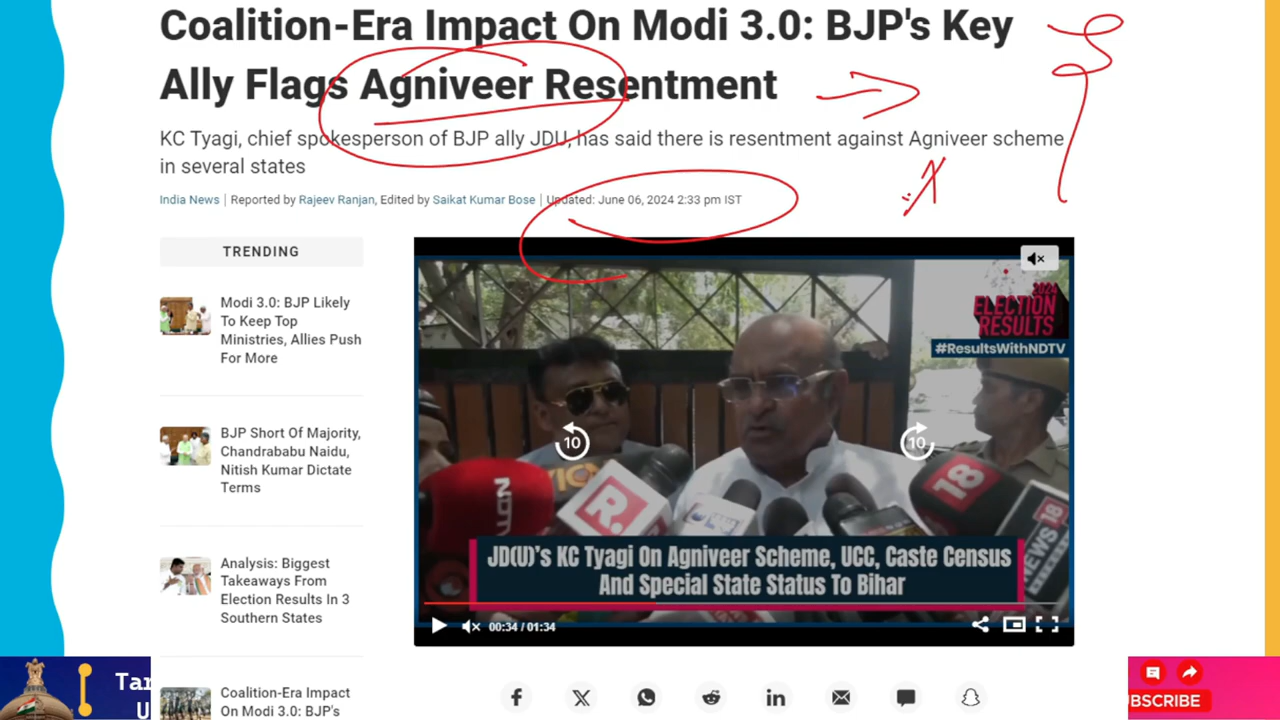 Coalition-Era Impact On Modi 3.0: BJP's Key
Ally Flags Agniveer Resentment
KC Tyagi, chief spokesperson of BJP ally JDU, has said there is resentment against Agniveer scheme
in several states
India News | Reported by Rajeev Ranjan, Edited by Saikat Kumar Bose | Updated: June 06, 2024 2:33 pm IST
TRENDING
Modi 3.0: BJP Likely
To Keep Top
Ministries, Allies Push
For More
BJP Short Of Majority,
Chandrababu Naidu,
Nitish Kumar Dictate
Terms
Analysis: Biggest
Takeaways From
Election Results In 3
Southern States
Coalition-Era Impact
On Modi 3.0: BJP's
2024
ELECTION
RESULTS
#ResultsWithNDTV
10
10
R.
18
NEWS 18
JD(U)'s KC Tyagi On Agniveer Scheme, UCC, Caste Census
And Special State Status To Bihar
00:34 / 01:34
Tar
U
UBSCRIBE